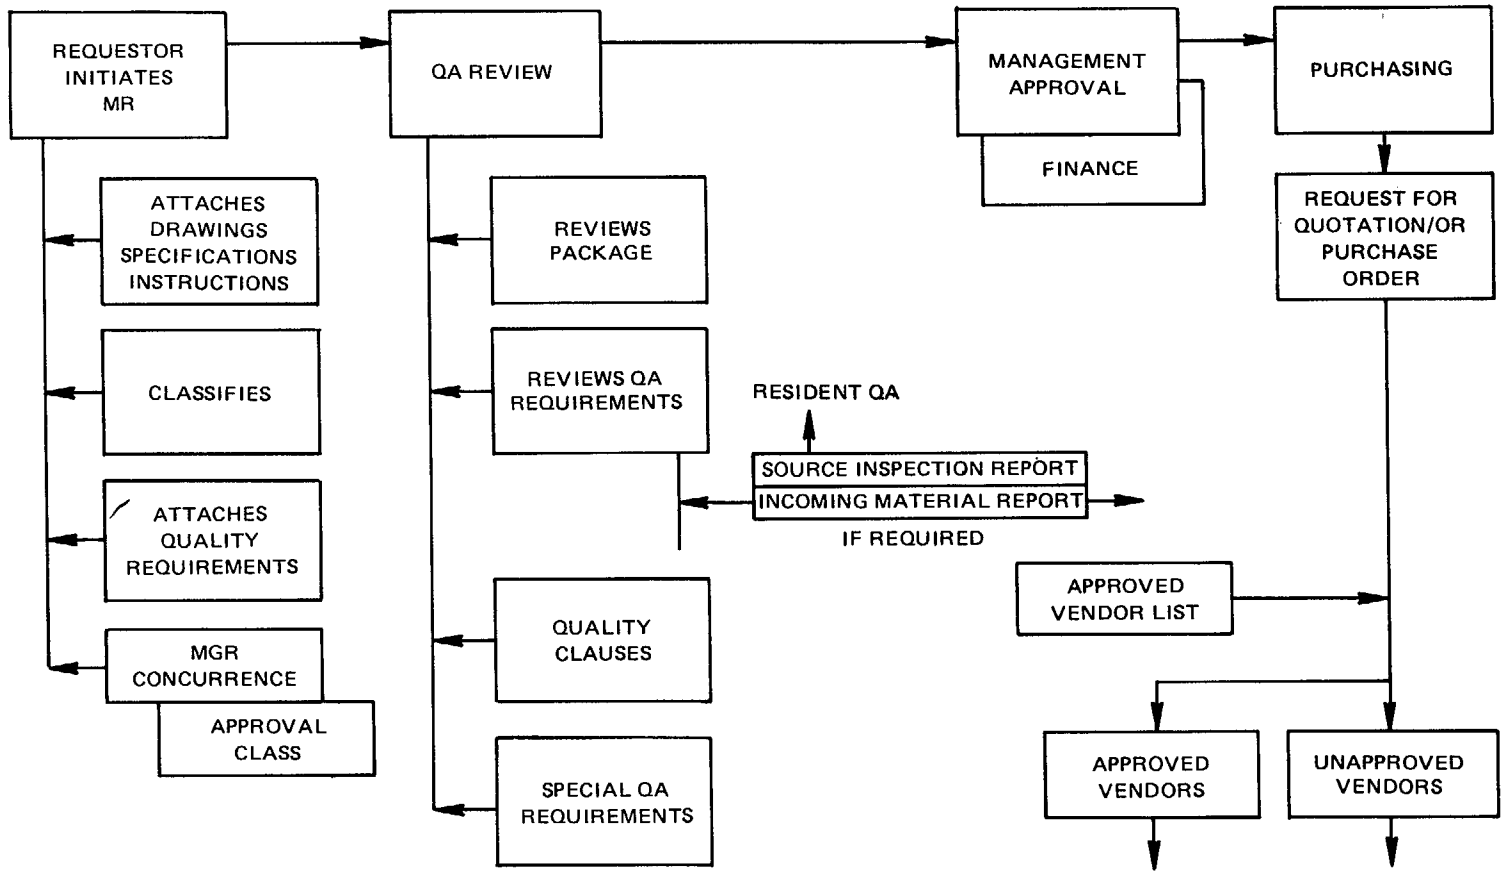 REQUESTOR
INITIATES
MR
QA REVIEW
MANAGEMENT
APPROVAL
FINANCE
PURCHASING
ATTACHES
DRAWINGS
SPECIFICATIONS
INSTRUCTIONS
CLASSIFIES
ATTACHES
QUALITY
REQUIREMENTS
MGR
CONCURRENCE
APPROVAL
CLASS
REVIEWS
PACKAGE
REVIEWS QA
REQUIREMENTS
RESIDENT QA
SOURCE INSPECTION REPORT
INCOMING MATERIAL REPORT
IF REQUIRED
QUALITY
CLAUSES
SPECIAL QA
REQUIREMENTS
REQUEST FOR
QUOTATION/OR
PURCHASE
ORDER
APPROVED
VENDOR LIST
APPROVED
VENDORS
UNAPPROVED
VENDORS